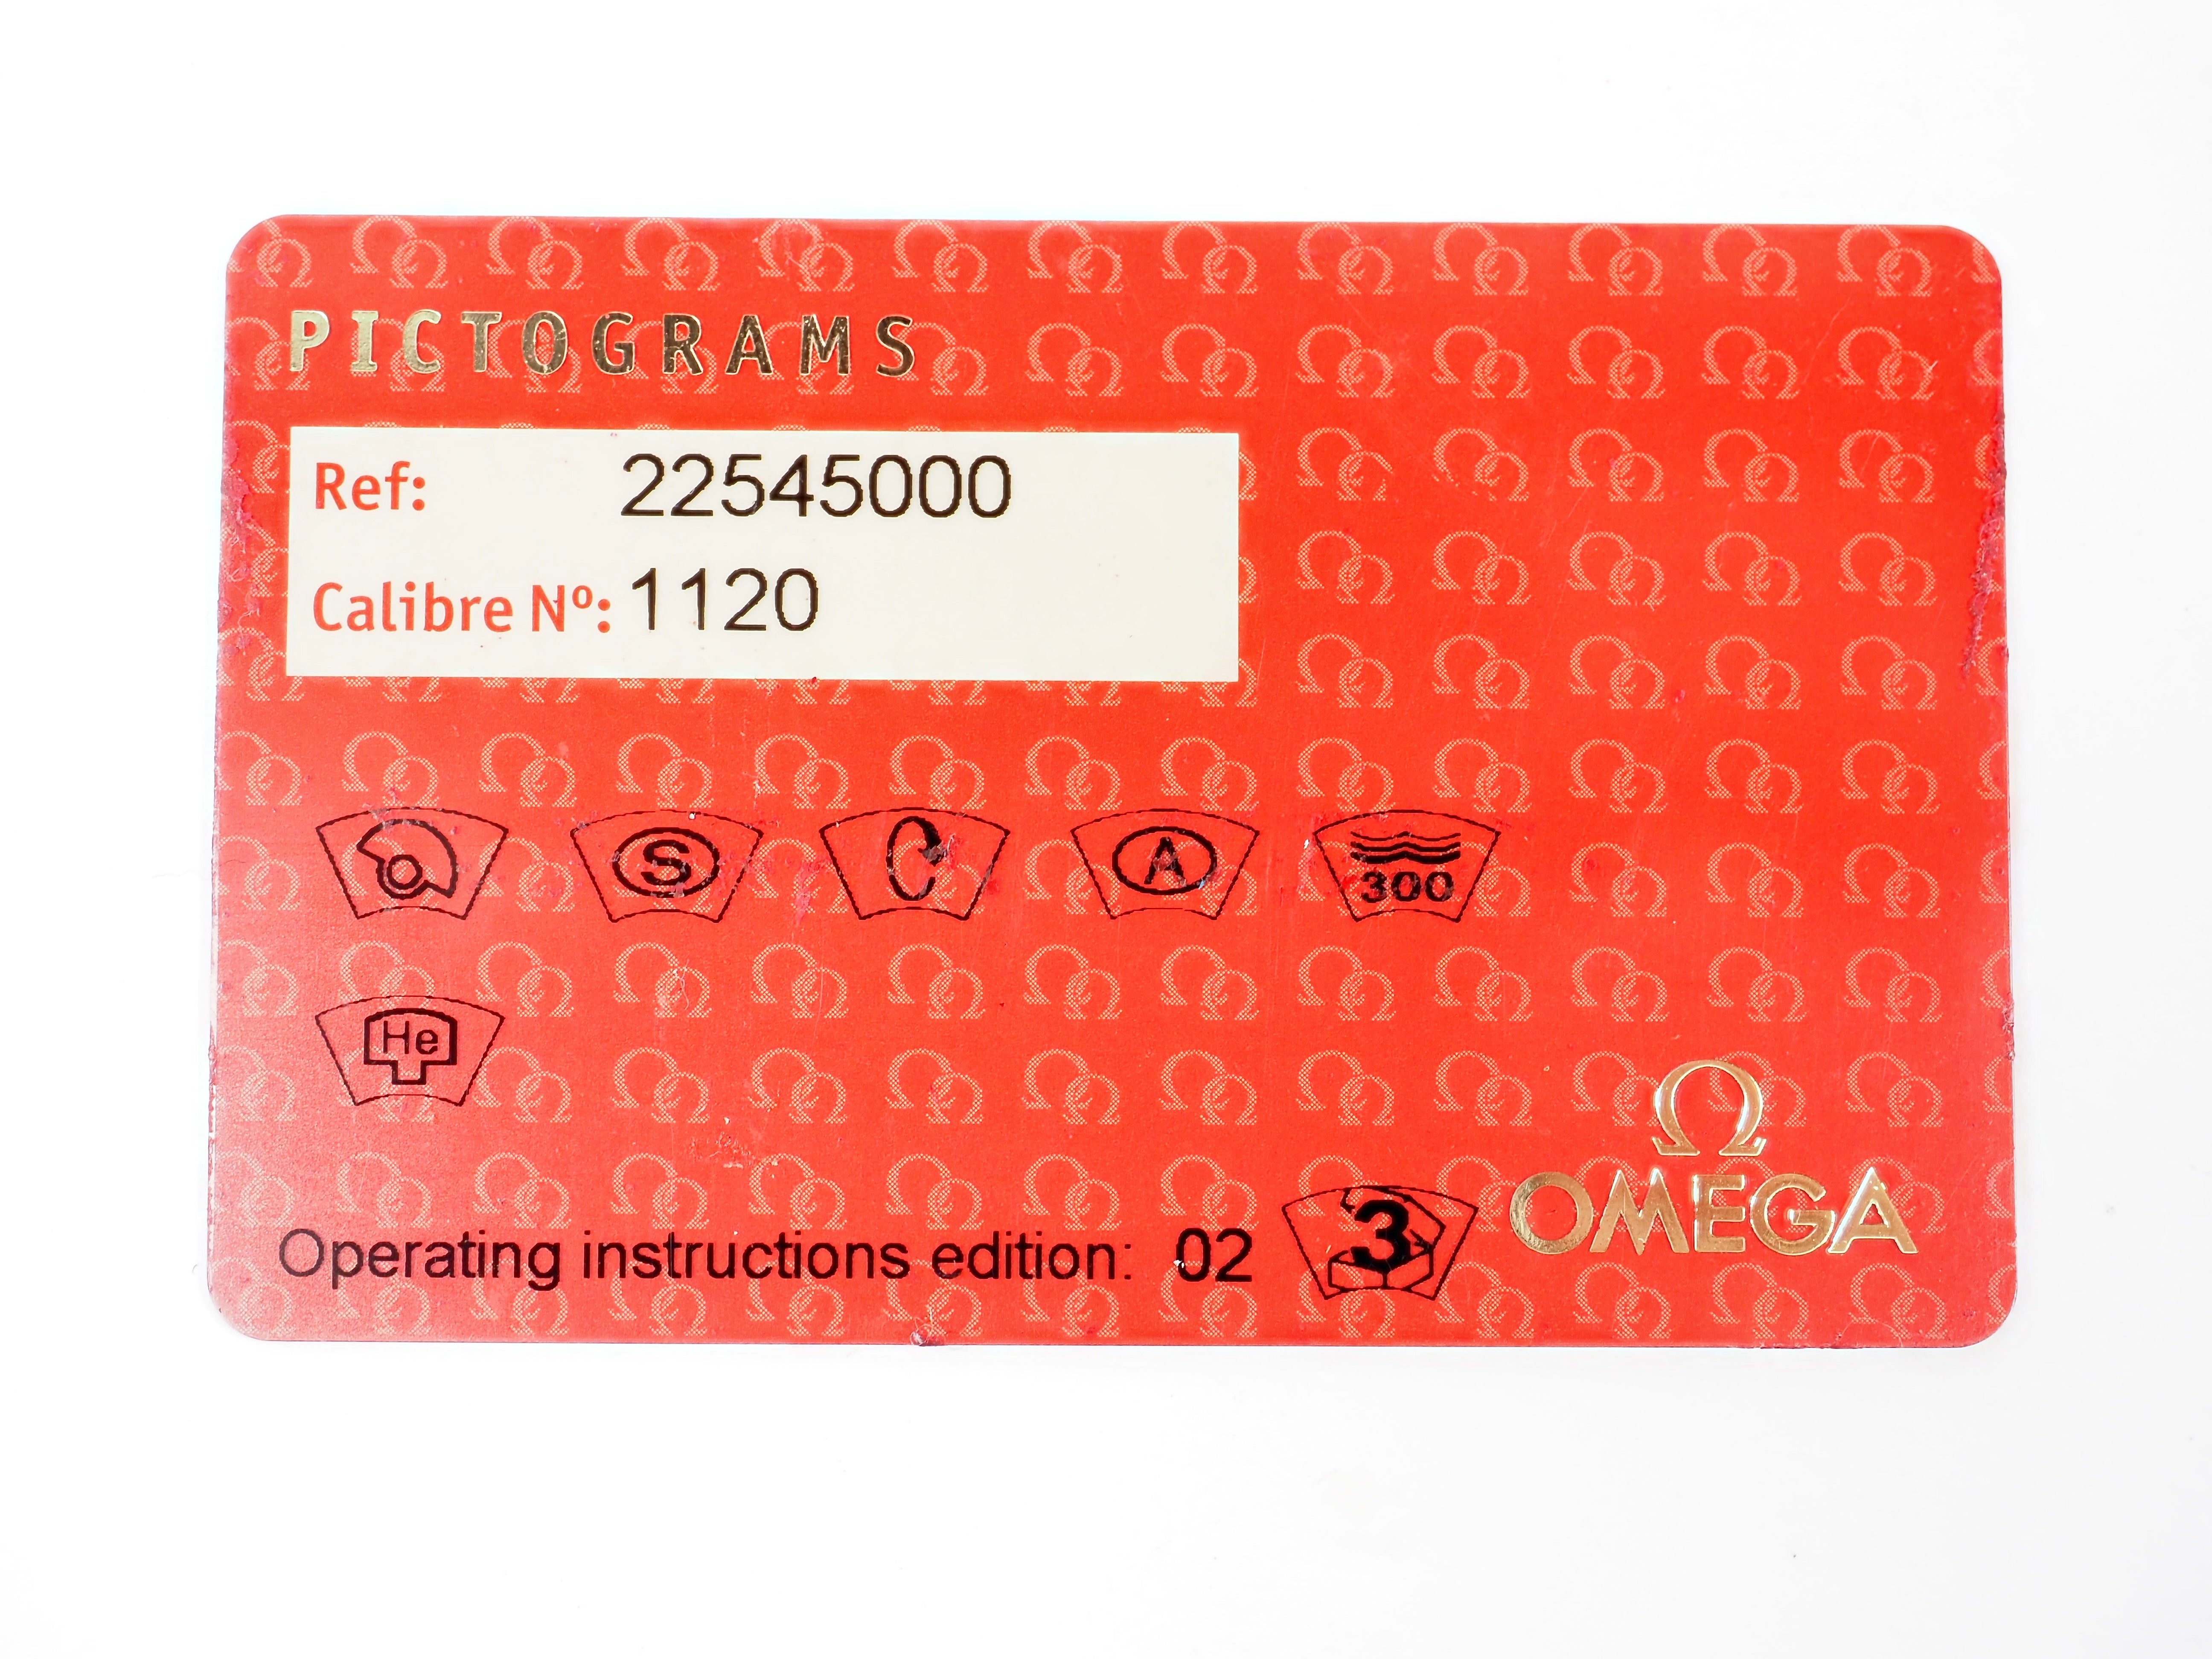 PICTOGRAMS
Ref: 22545000
Calibre Nº: 1120
S
A
300
He
Operating instructions edition: 02
3
Ω
OMEGA